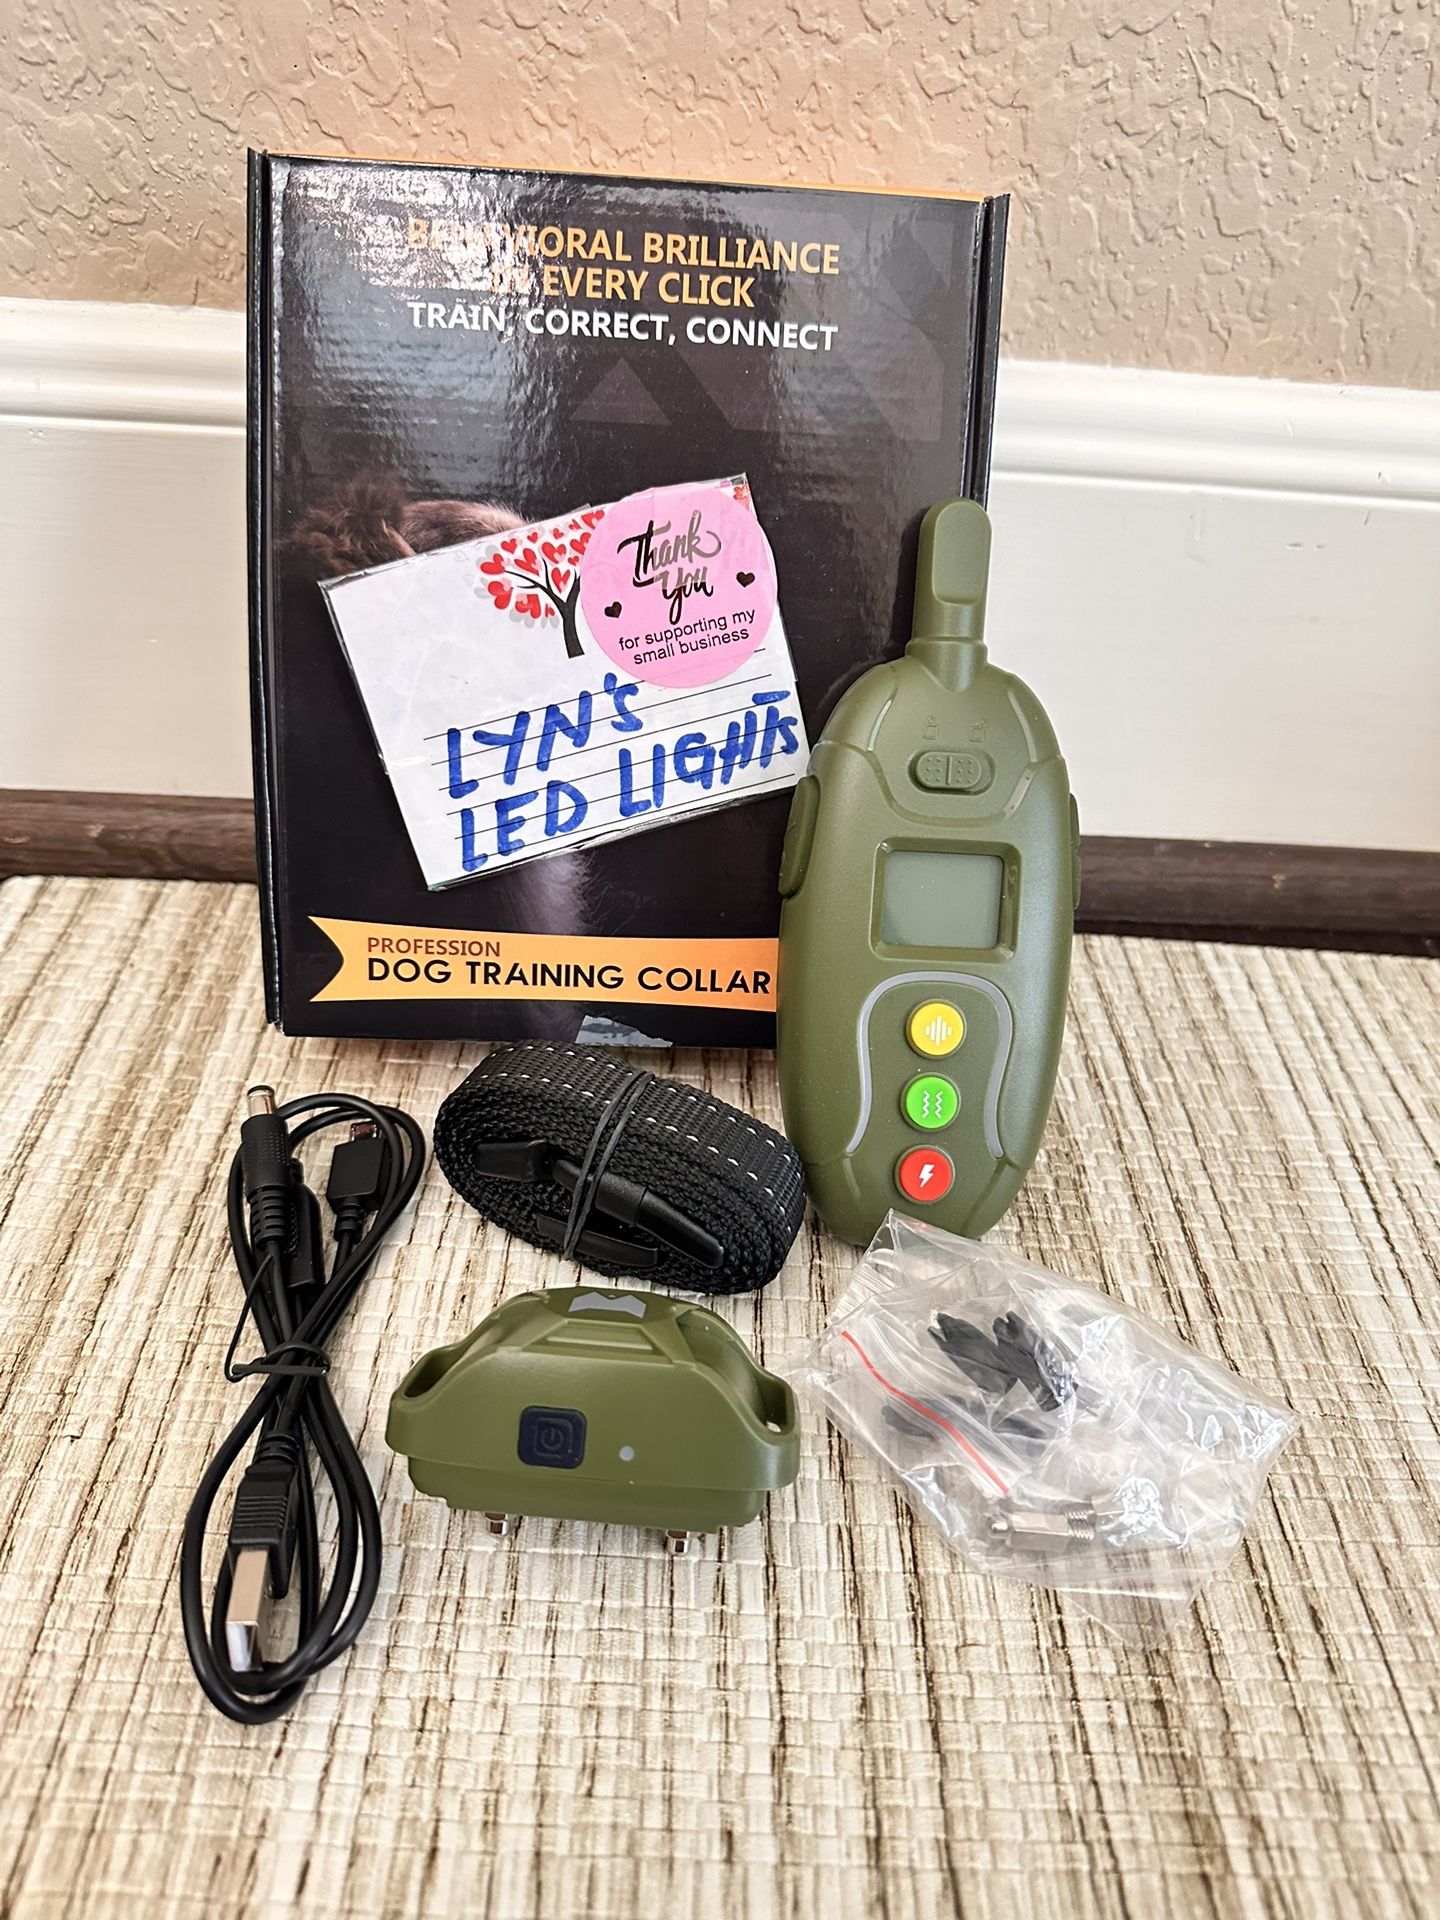 BEHAVIORAL BRILLIANCE
IN EVERY CLICK
TRAIN, CORRECT, CONNECT
Thank
You
for supporting my
small business
LYN'S
LED LIGHTS
PROFESSION
DOG TRAINING COLLAR